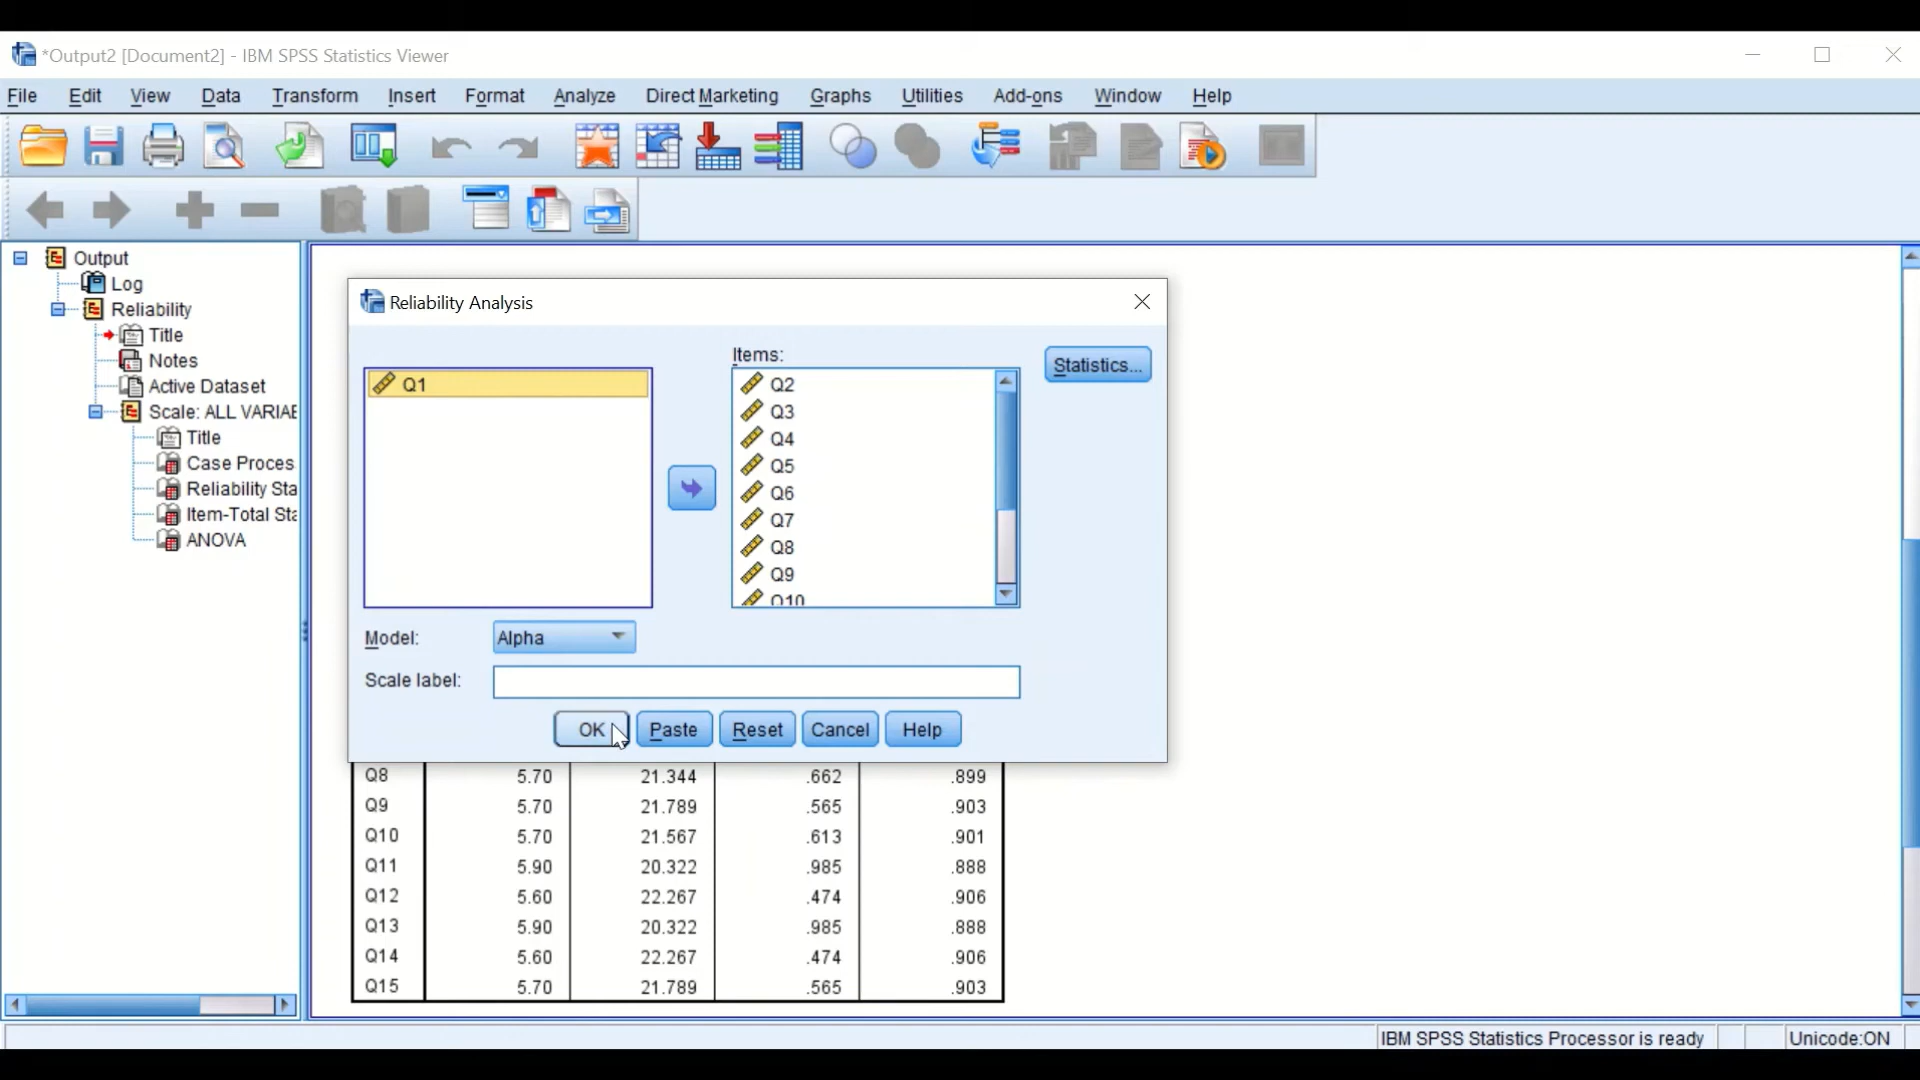 *Output2 [Document2] - IBM SPSS Statistics Viewer
File Edit View Data Transform Insert Format Analyze Direct Marketing Graphs Utilities Add-ons Window Help
Output
Log
Reliability
Title
Notes
Active Dataset
Scale: ALL VARIAE
Title
Case Proces
Reliability Sta
Item-Total Sta
ANOVA
Reliability Analysis
Items:
Statistics...
Q1
Q2
Q3
Q4
Q5
Q6
Q7
Q8
Q9
Q10
Model: Alpha
Scale label:
OK Paste Reset Cancel Help
Q8 5.70 21.344 .662 .899
Q9 5.70 21.789 .565 .903
Q10 5.70 21.567 .613 .901
Q11 5.90 20.322 .985 .888
Q12 5.60 22.267 .474 .906
Q13 5.90 20.322 .985 .888
Q14 5.60 22.267 .474 .906
Q15 5.70 21.789 .565 .903
IBM SPSS Statistics Processor is ready Unicode:ON